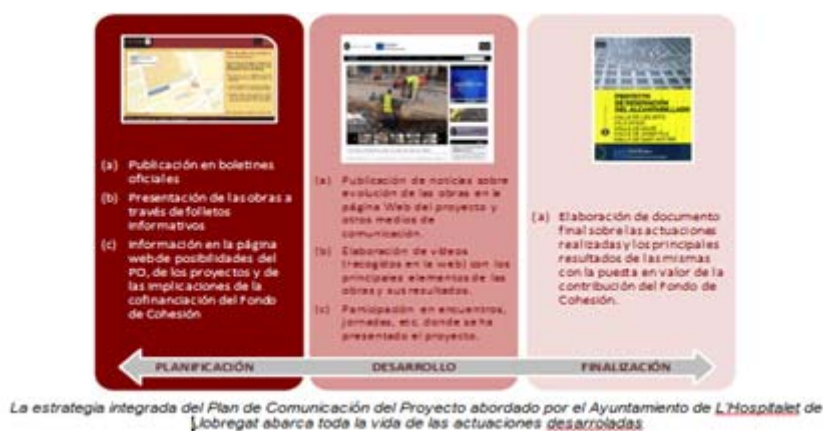 (a) Publicación en boletines
oficiales
(b) Presentación de las obras a
través de folletos
informativos
(c) Información en la página
web de posibilidades del
PO, de los proyectos y de
las implicaciones de la
cofinanciación del Fondo
de Cohesión
(a) Publicación de noticias sobre
evolución de las obras en la
página Web del proyecto y
otros medios de
comunicación.
(b) Elaboración de vídeos
(recogidos en la web) con los
principales elementos de las
obras y sus resultados.
(c) Participación en encuentros,
jornadas, etc. donde se ha
presentado el proyecto.
PROYECTO
DE RENOVACIÓN
DEL ALCANTARILLADO
(a) Elaboración de documento
final sobre las actuaciones
realizadas y los principales
resultados de las mismas
con la puesta en valor de la
contribución del Fondo de
Cohesión.
PLANIFICACIÓN DESARROLLO FINALIZACIÓN
La estrategia integrada del Plan de Comunicación del Proyecto abordado por el Ayuntamiento de L'Hospitalet de
Llobregat abarca toda la vida de las actuaciones desarroladas